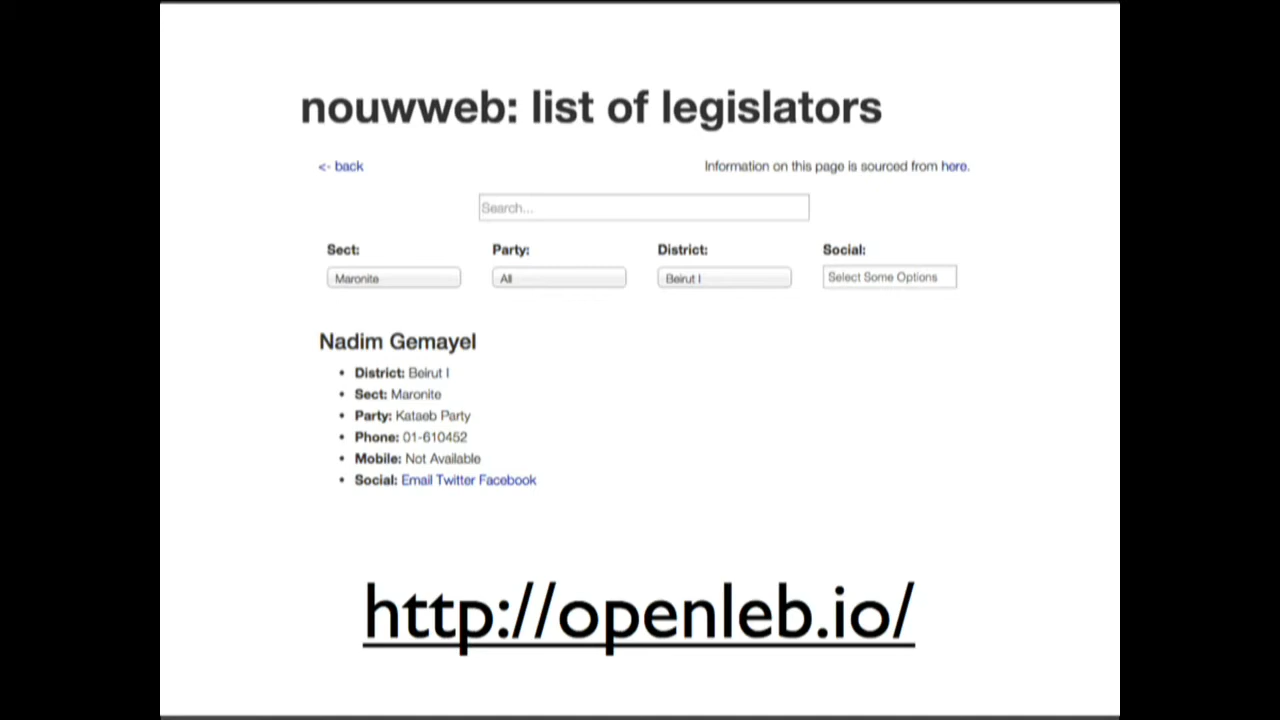 nouwweb: list of legislators
<- back
Information on this page is sourced from here.
Search...
Sect: Party: District: Social:
Maronite All Beirut I Select Some Options
Nadim Gemayel
• District: Beirut I
• Sect: Maronite
• Party: Kataeb Party
• Phone: 01-610452
• Mobile: Not Available
• Social: Email Twitter Facebook
http://openleb.io/